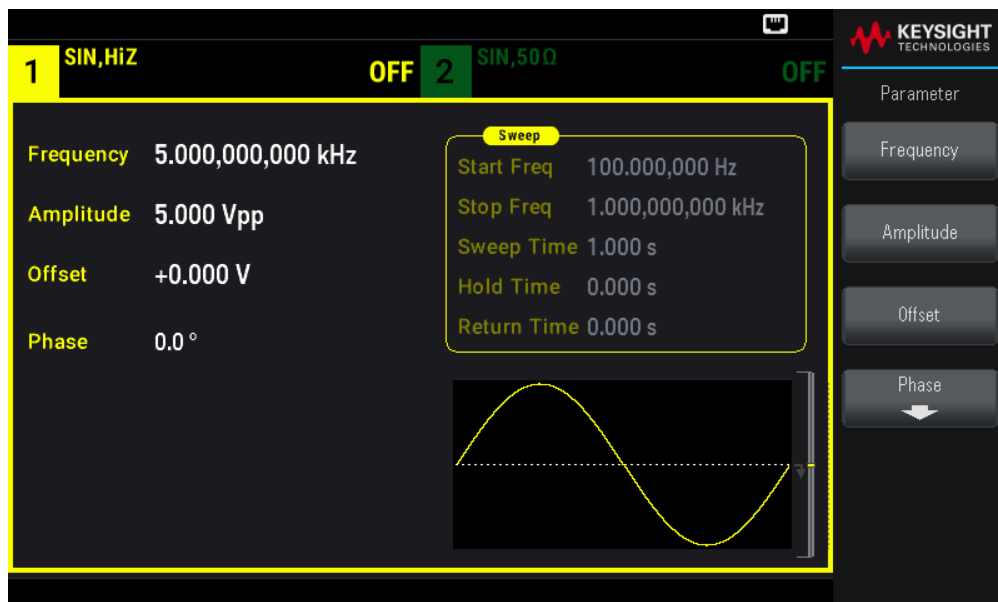 KEYSIGHT
TECHNOLOGIES
1 SIN,HiZ OFF
2 SIN,50Ω OFF
Parameter
Frequency 5.000,000,000 kHz
Amplitude 5.000 Vpp
Offset +0.000 V
Phase 0.0 °
Sweep
Start Freq 100.000,000 Hz
Stop Freq 1.000,000,000 kHz
Sweep Time 1.000 s
Hold Time 0.000 s
Return Time 0.000 s
Frequency
Amplitude
Offset
Phase